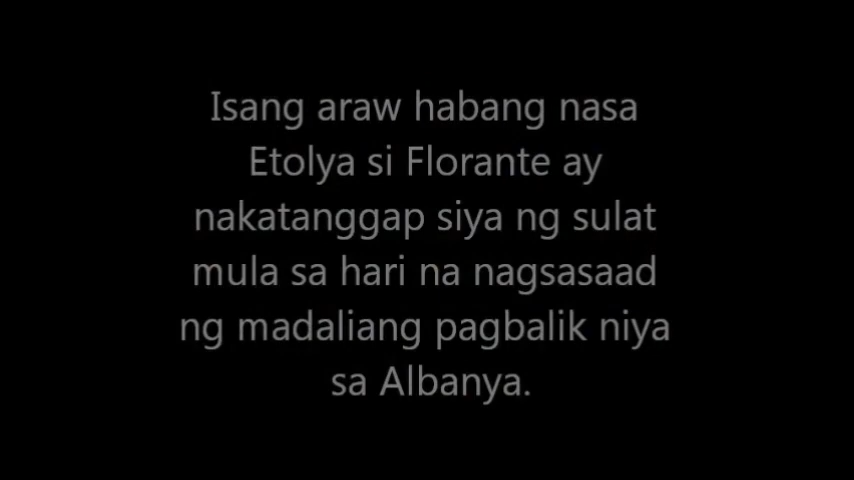 Isang araw habang nasa
Etolya si Florante ay
nakatanggap siya ng sulat
mula sa hari na nagsasaad
ng madaliang pagbalik niya
sa Albanya.